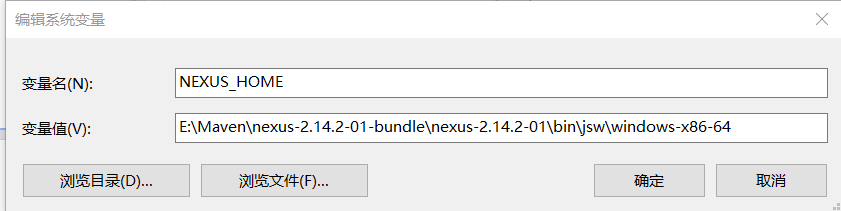 编辑系统变量
变量名(N):
NEXUS_HOME
变量值(V):
E:\Maven\nexus-2.14.2-01-bundle\nexus-2.14.2-01\bin\jsw\windows-x86-64
浏览目录(D)...
浏览文件(F)...
确定
取消